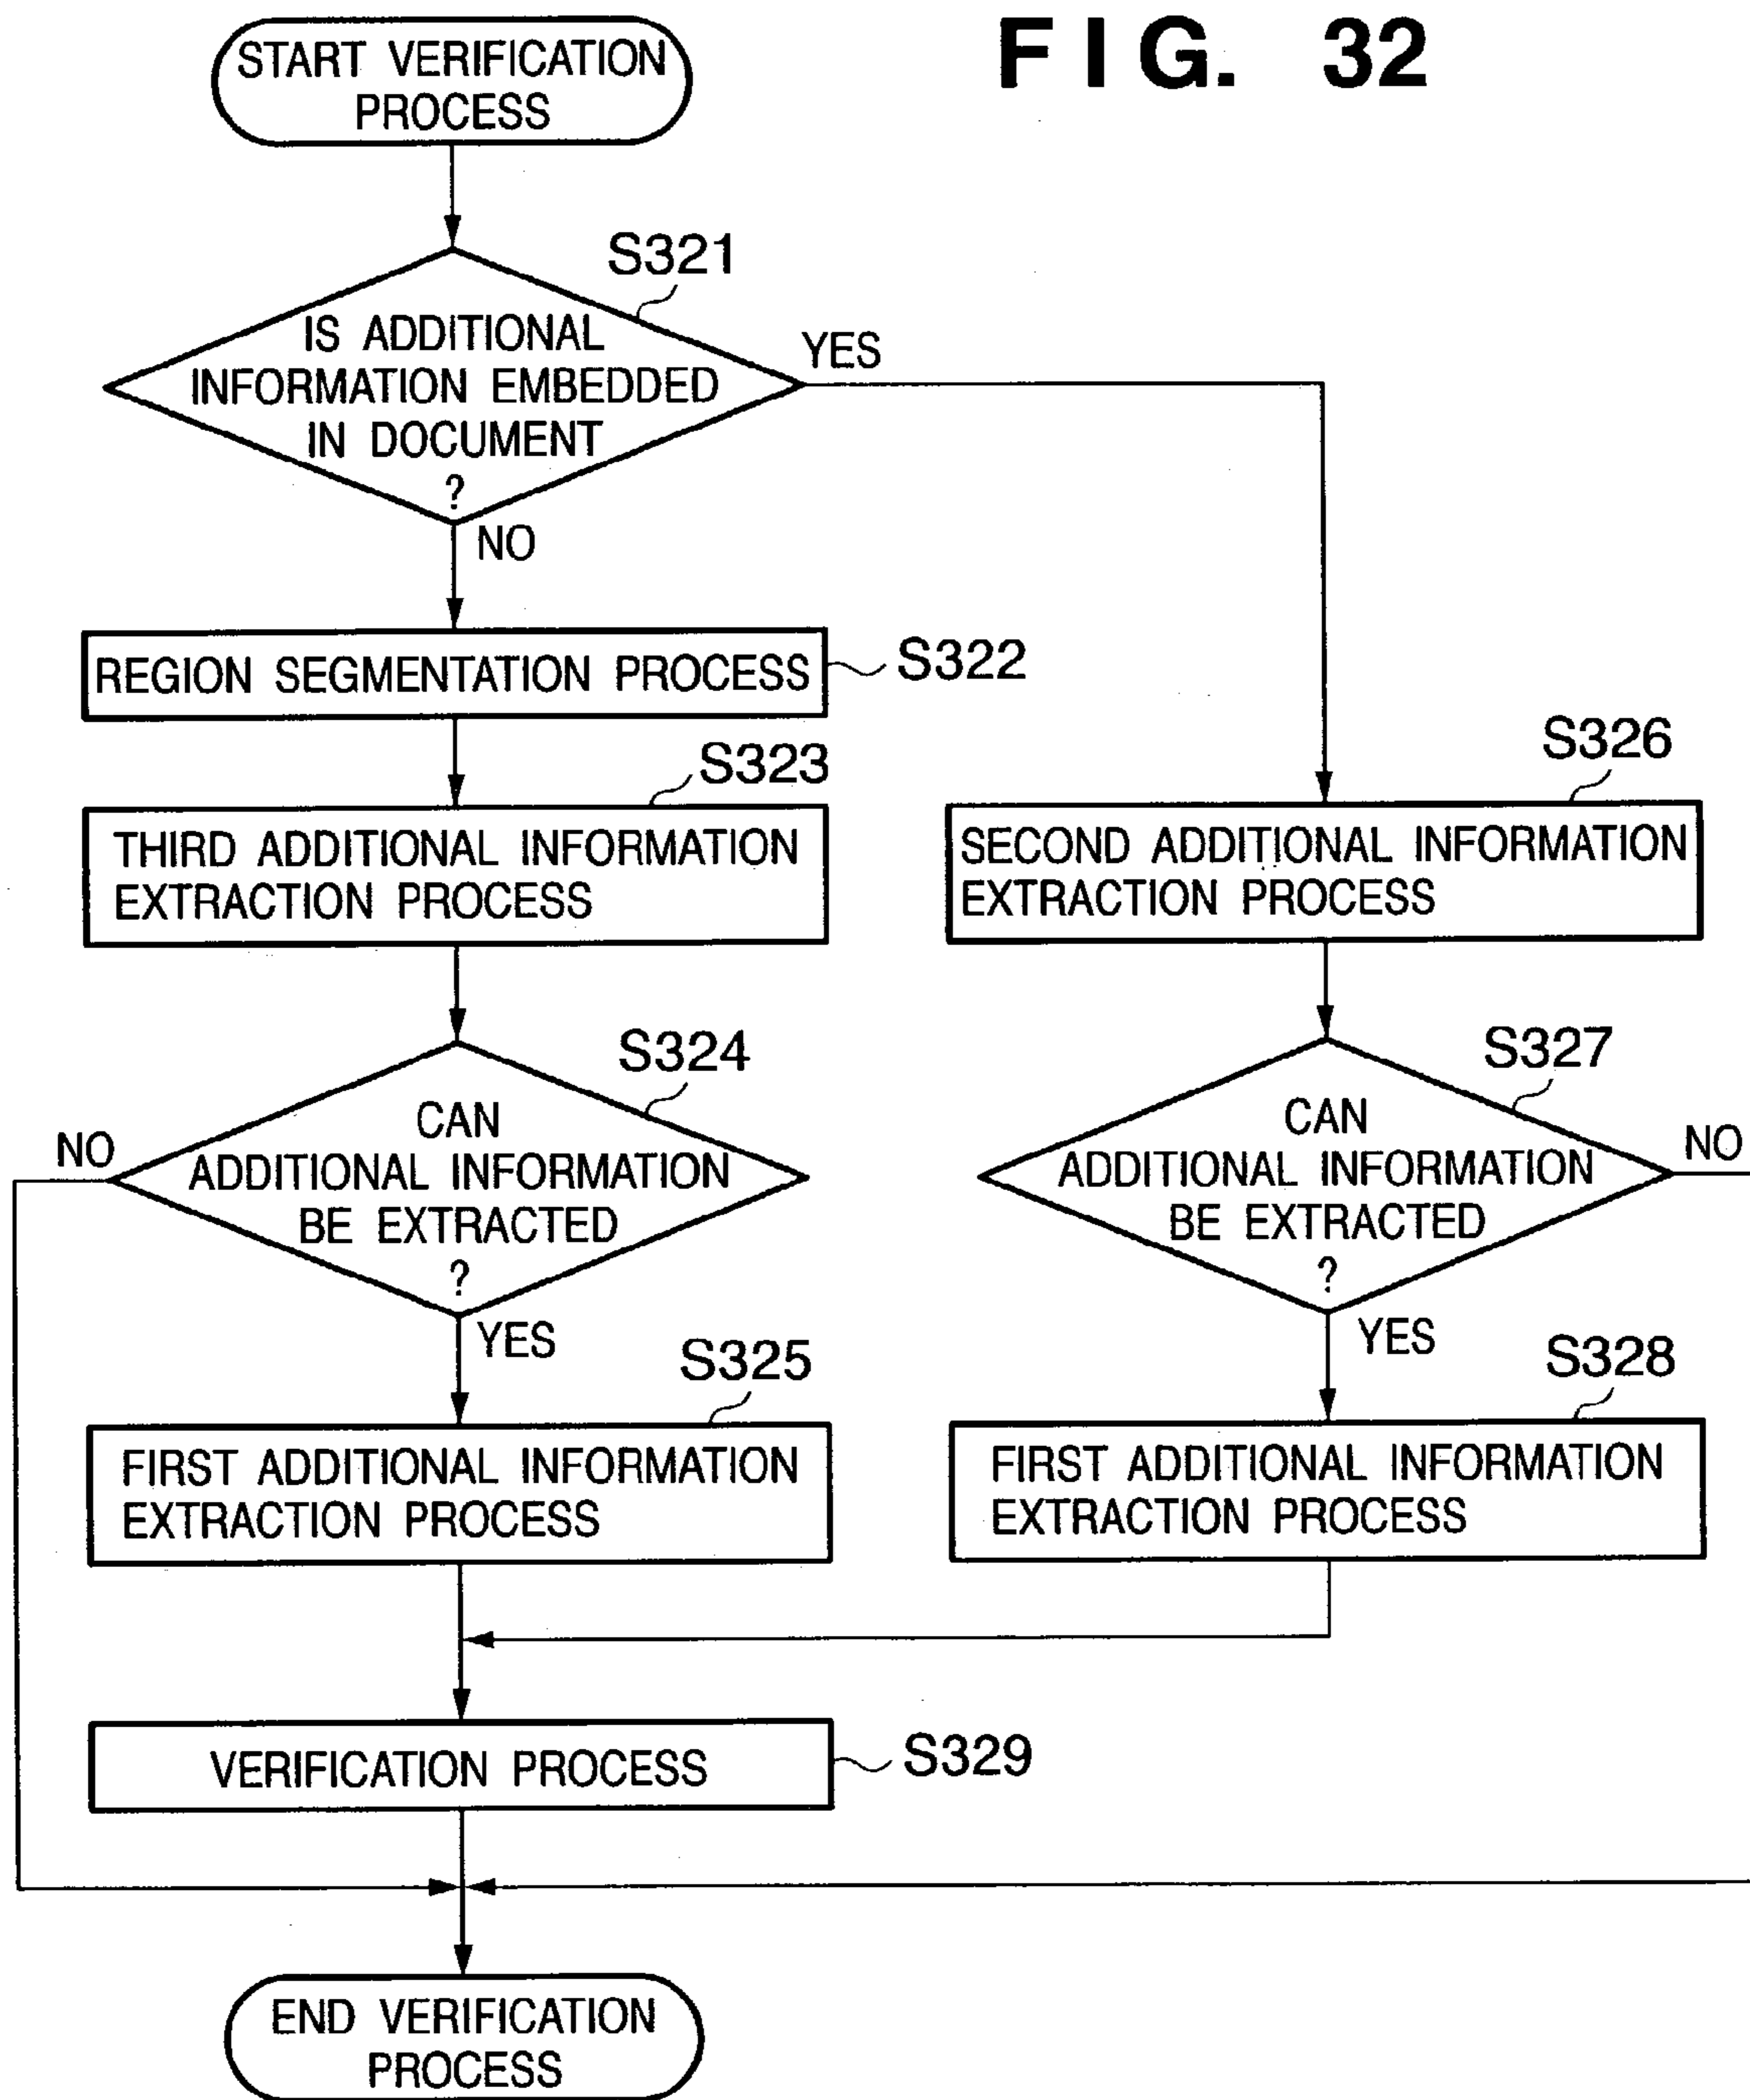 FIG. 32
START VERIFICATION
PROCESS
S321
IS ADDITIONAL
INFORMATION EMBEDDED
IN DOCUMENT
?
YES
NO
REGION SEGMENTATION PROCESS
S322
S323
THIRD ADDITIONAL INFORMATION
EXTRACTION PROCESS
S326
SECOND ADDITIONAL INFORMATION
EXTRACTION PROCESS
S324
CAN
ADDITIONAL INFORMATION
BE EXTRACTED
?
NO
YES
S327
CAN
ADDITIONAL INFORMATION
BE EXTRACTED
?
NO
YES
S325
FIRST ADDITIONAL INFORMATION
EXTRACTION PROCESS
S328
FIRST ADDITIONAL INFORMATION
EXTRACTION PROCESS
VERIFICATION PROCESS
S329
END VERIFICATION
PROCESS